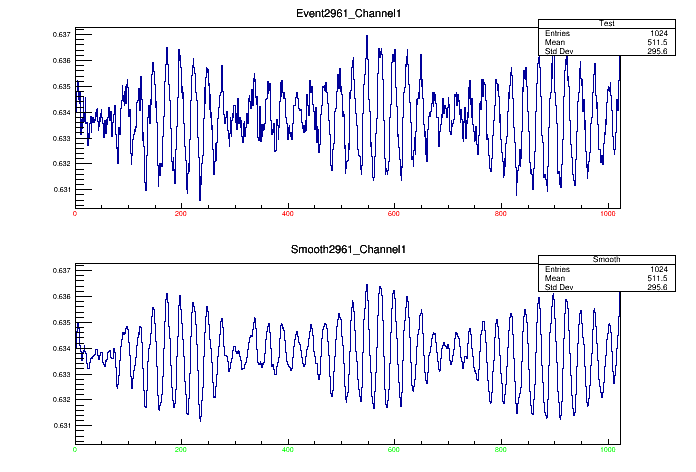 Event2961_Channel1
Test
Entries 1024
Mean 511.5
Std Dev 295.6
0.637
0.636
0.635
0.634
0.633
0.632
0.631
0 200 400 600 800 1000
Smooth2961_Channel1
Smooth
Entries 1024
Mean 511.5
Std Dev 295.6
0.637
0.636
0.635
0.634
0.633
0.632
0.631
0 200 400 600 800 1000